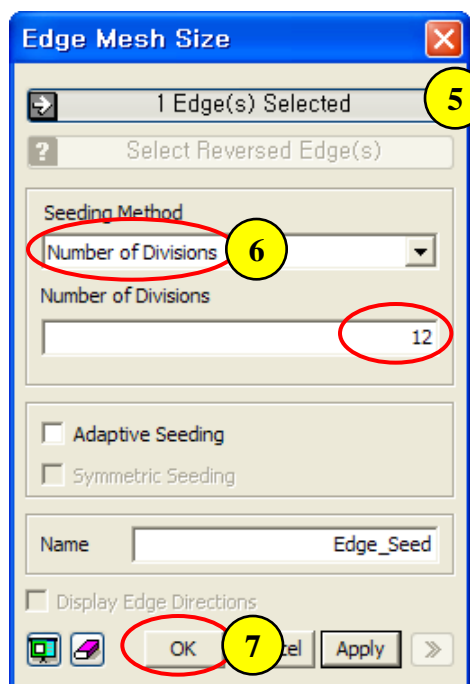 Edge Mesh Size
1 Edge(s) Selected 5
? Select Reversed Edge(s)
Seeding Method
Number of Divisions 6
Number of Divisions
12
Adaptive Seeding
Symmetric Seeding
Name Edge_Seed
Display Edge Directions
OK 7 el Apply